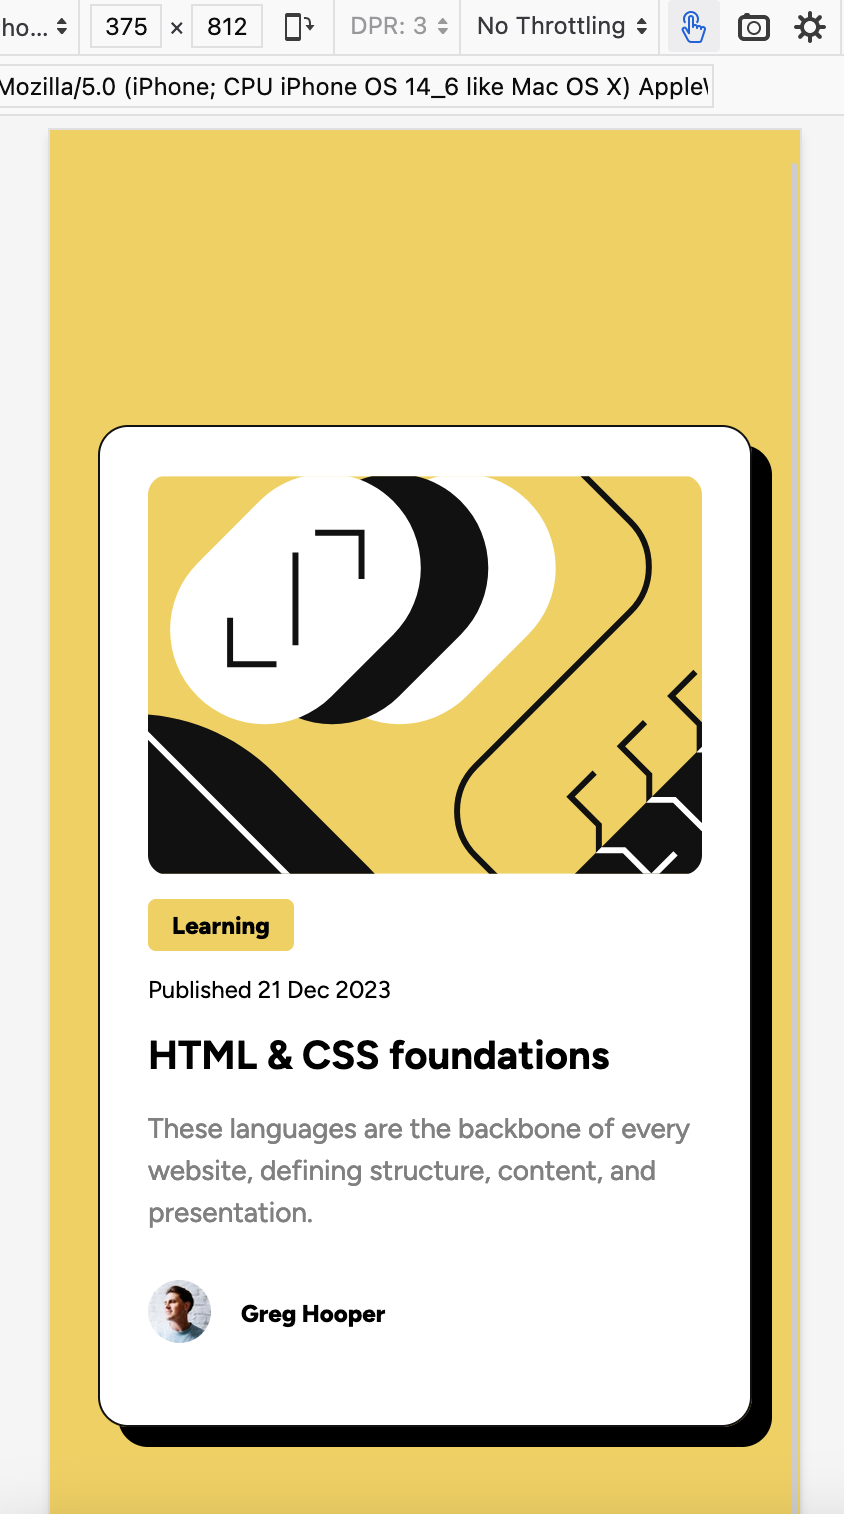 ho... 375 × 812 DPR: 3 No Throttling
Mozilla/5.0 (iPhone; CPU iPhone OS 14_6 like Mac OS X) Apple
Learning
Published 21 Dec 2023
HTML & CSS foundations
These languages are the backbone of every
website, defining structure, content, and
presentation.
Greg Hooper